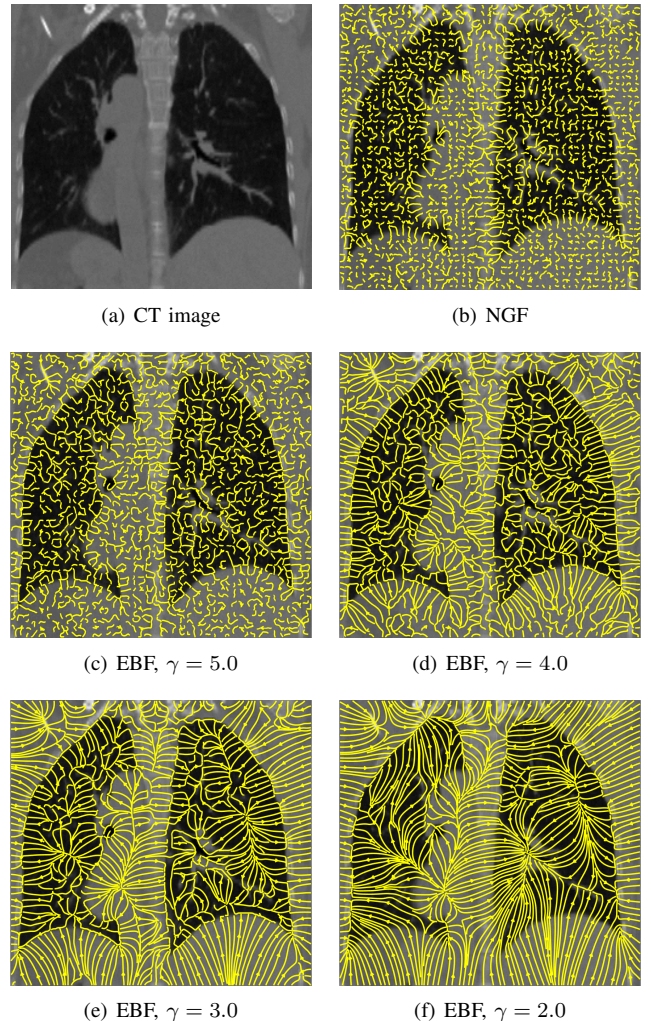 (a) CT image
(b) NGF
(c) EBF, γ = 5.0
(d) EBF, γ = 4.0
(e) EBF, γ = 3.0
(f) EBF, γ = 2.0